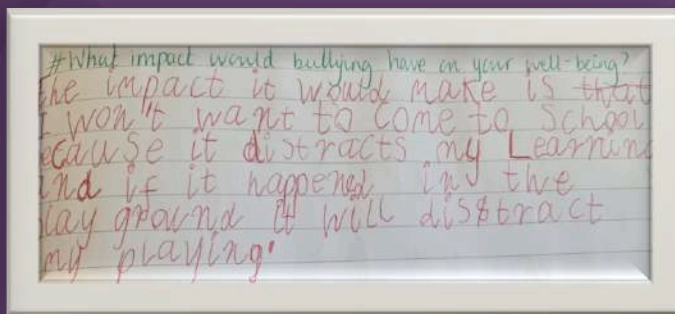 #What impact would bullying have on your well-being?
he impact it would make is that
I won't want to come to School
ecause it distracts my Learnin
and if it happened in the
lay ground it will disstract
my playing.